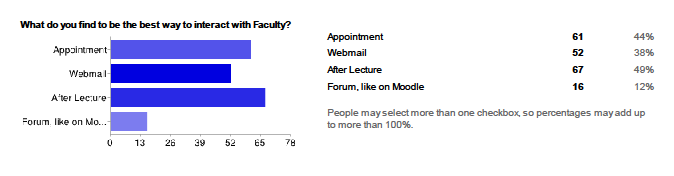 What do you find to be the best way to interact with Faculty?
Appointment
Webmail
After Lecture
Forum, like on Mo...
0 13 26 39 52 65 78
Appointment 61 44%
Webmail 52 38%
After Lecture 67 49%
Forum, like on Moodle 16 12%
People may select more than one checkbox, so percentages may add up
to more than 100%.